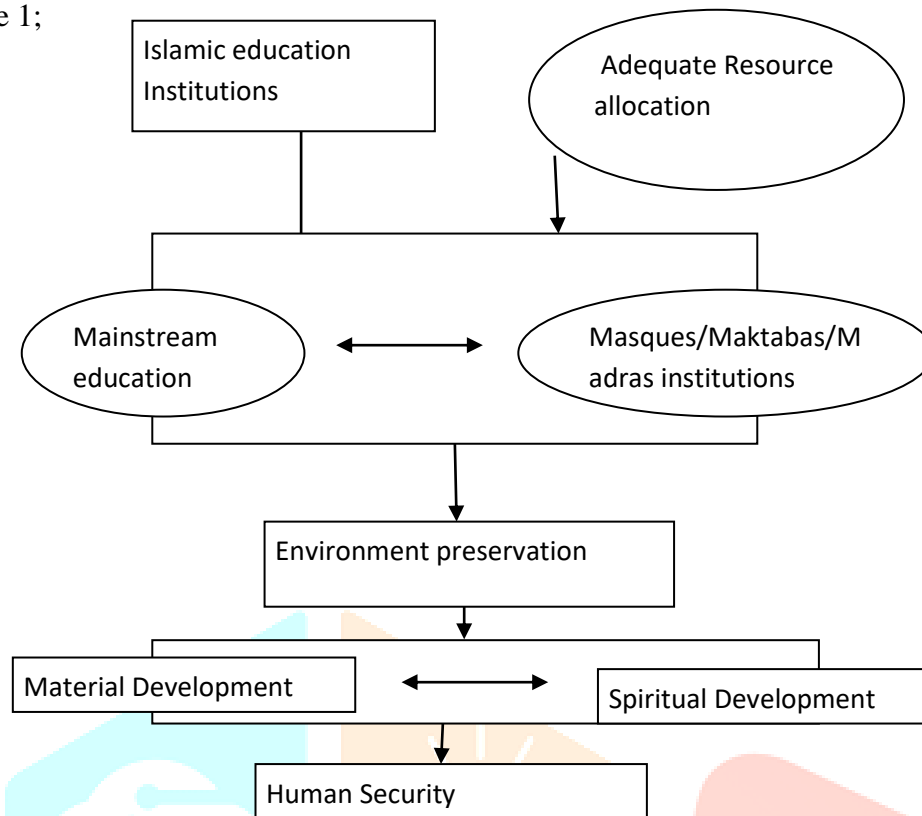 e 1;
Islamic education
Institutions
Adequate Resource
allocation
Mainstream
education
Masques/Maktabas/M
adras institutions
Environment preservation
Material Development
Spiritual Development
Human Security